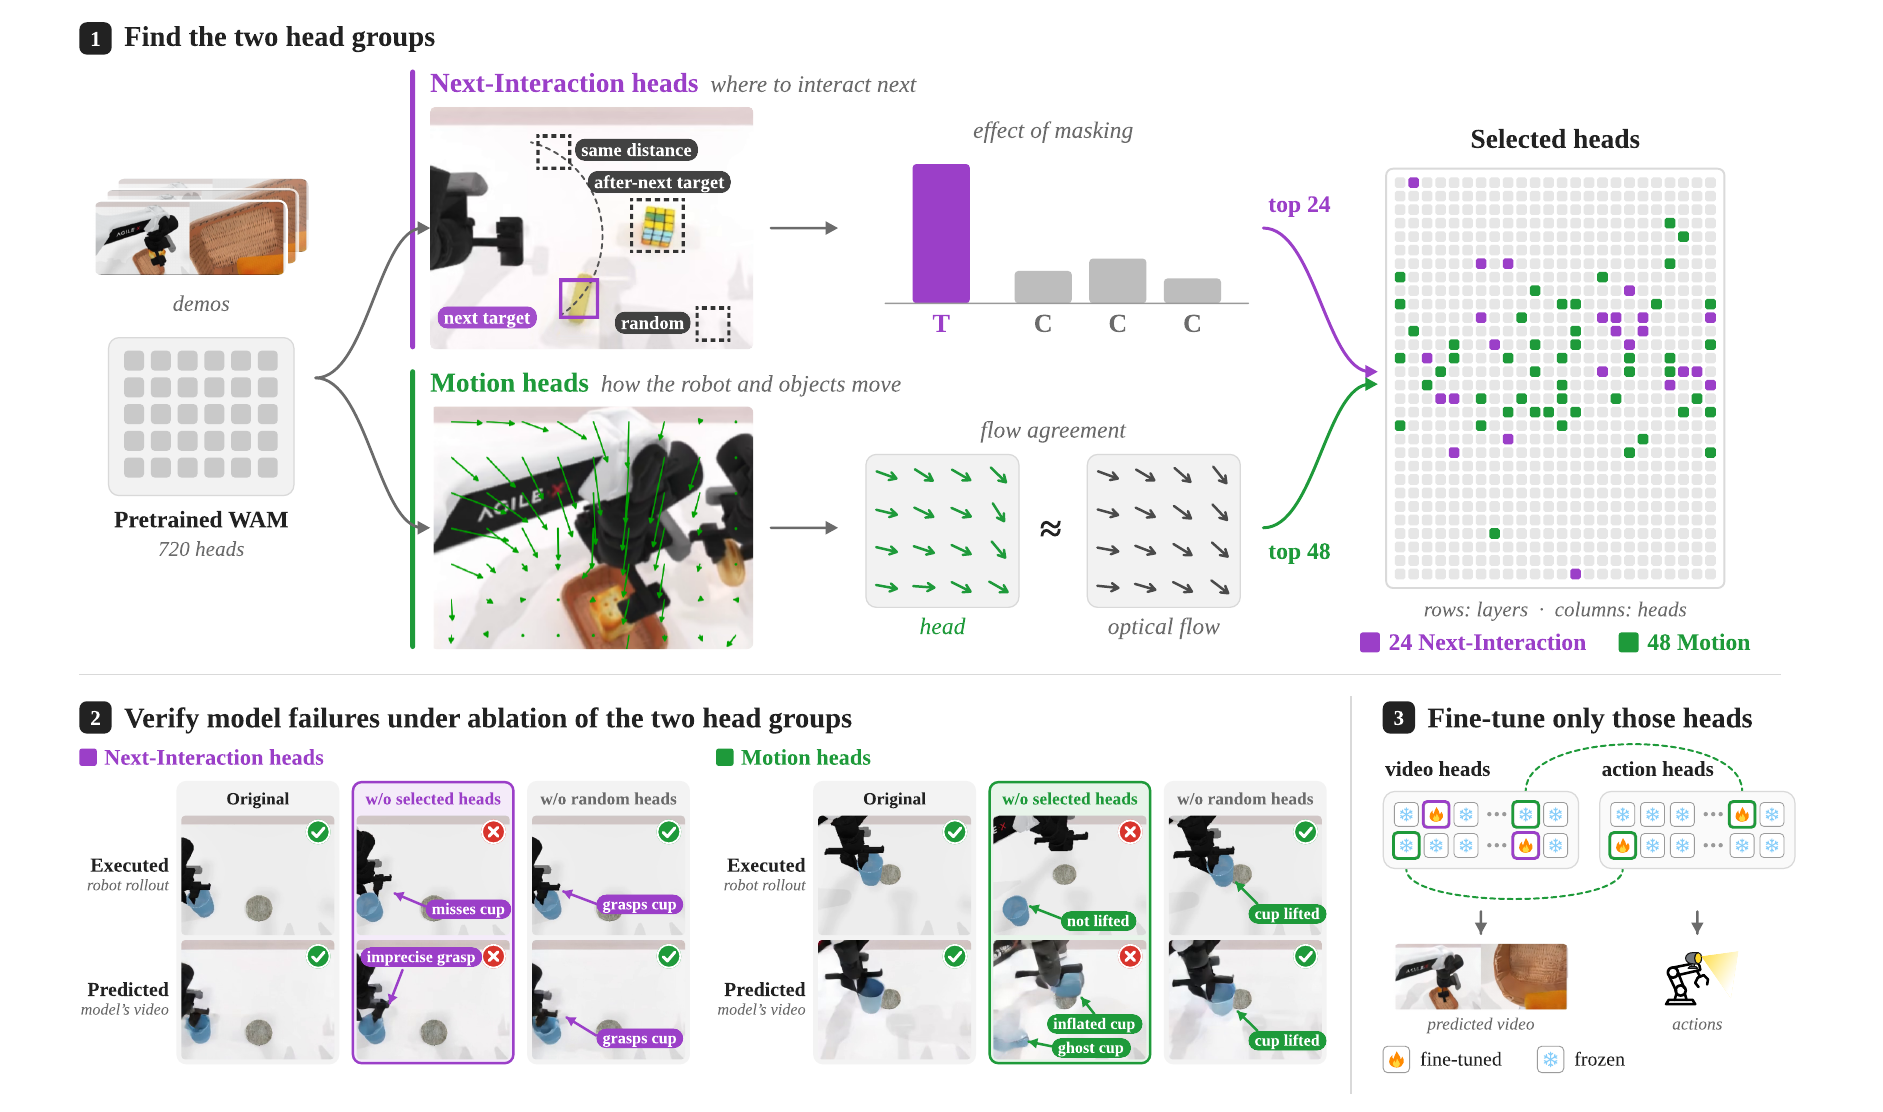 1 Find the two head groups
Next-Interaction heads where to interact next
same distance
after-next target
next target
random
effect of masking
T C C C
top 24
Selected heads
AGILE X
demos
Pretrained WAM
720 heads
Motion heads how the robot and objects move
AGILE X
flow agreement
≈
head
optical flow
top 48
rows: layers · columns: heads
24 Next-Interaction
48 Motion
2 Verify model failures under ablation of the two head groups
Next-Interaction heads
Original
w/o selected heads
w/o random heads
Executed
robot rollout
misses cup
grasps cup
Predicted
model's video
imprecise grasp
grasps cup
Motion heads
Original
w/o selected heads
w/o random heads
Executed
robot rollout
not lifted
cup lifted
Predicted
model's video
inflated cup
ghost cup
cup lifted
3 Fine-tune only those heads
video heads
action heads
predicted video
actions
fine-tuned
frozen